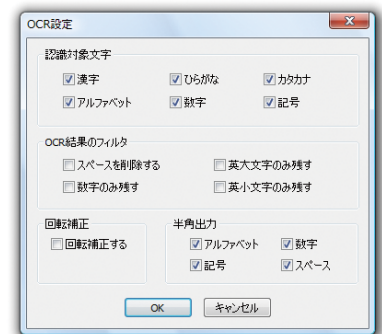 OCR設定
認識対象文字
漢字 ひらがな カタカナ
アルファベット 数字 記号
OCR結果のフィルタ
スペースを削除する 英大文字のみ残す
数字のみ残す 英小文字のみ残す
回転補正 半角出力
回転補正する アルファベット 数字
記号 スペース
OK キャンセル